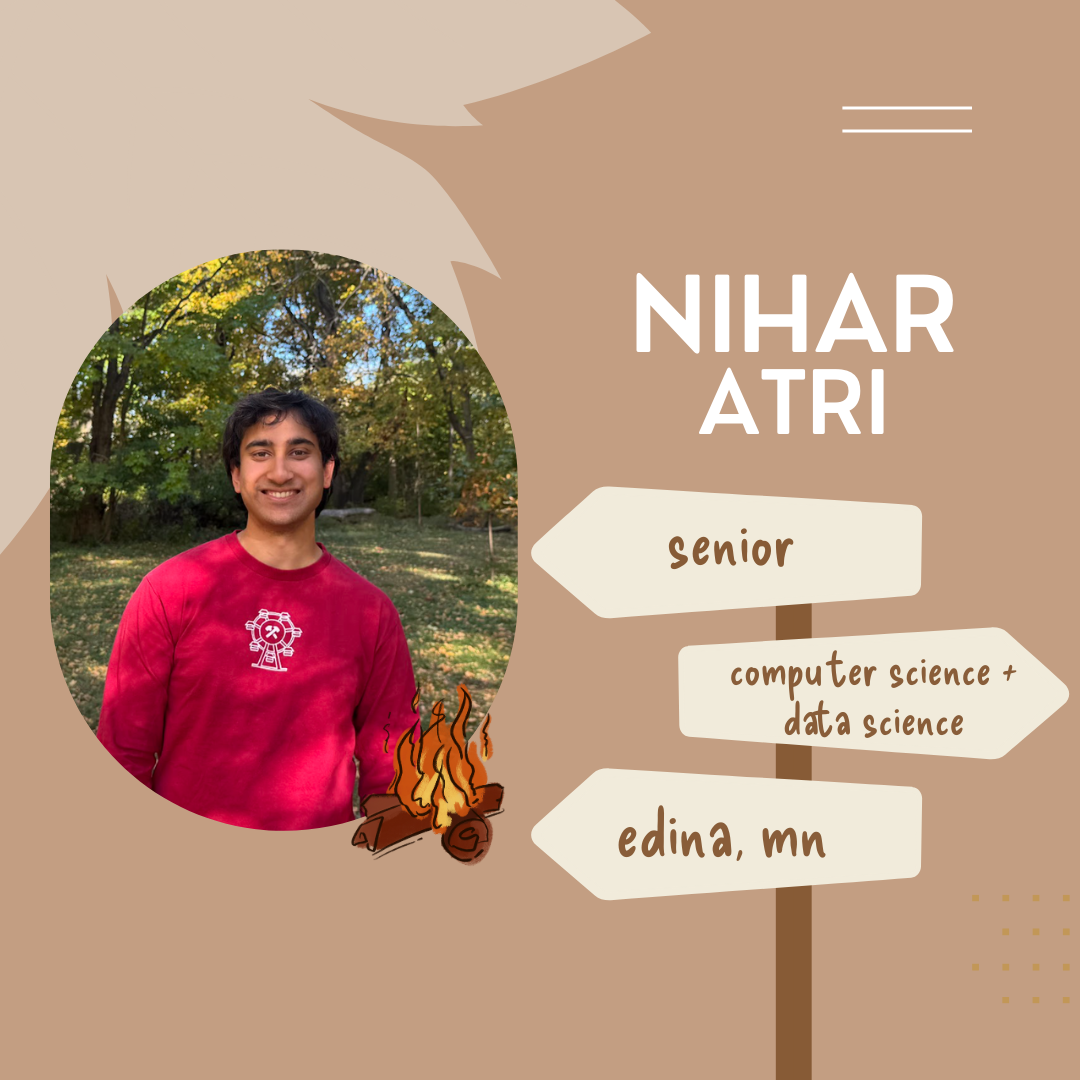 NIHAR
ATRI
senior
computer science +
data science
edina, mn